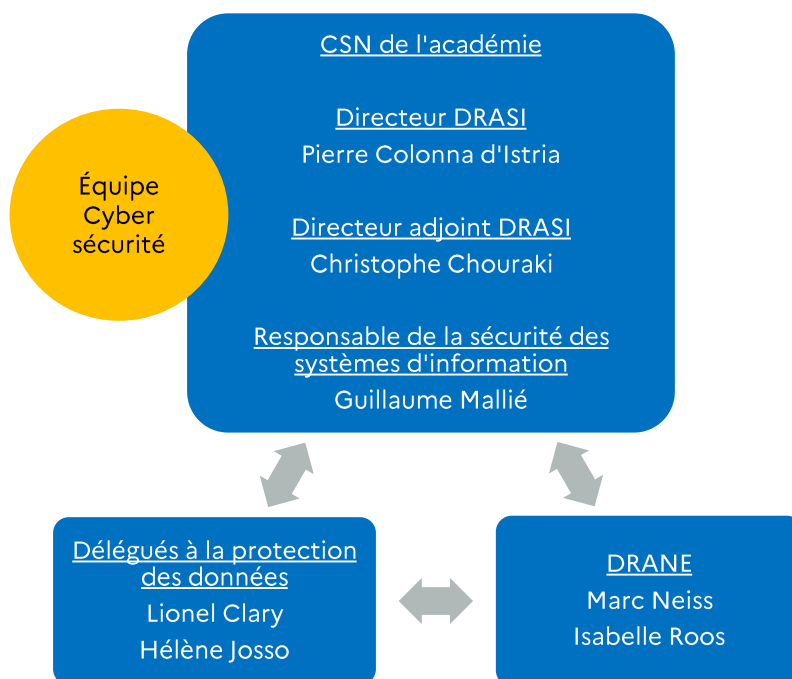 CSN de l'académie
Directeur DRASI
Pierre Colonna d'Istria
Équipe
Cyber
sécurité
Directeur adjoint DRASI
Christophe Chouraki
Responsable de la sécurité des
systèmes d'information
Guillaume Mallié
Délégués à la protection
des données
Lionel Clary
Hélène Josso
DRANE
Marc Neiss
Isabelle Roos